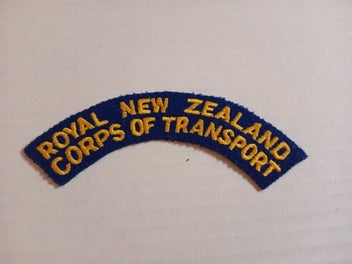 ROYAL NEW ZEALAND
CORPS OF TRANSPORT